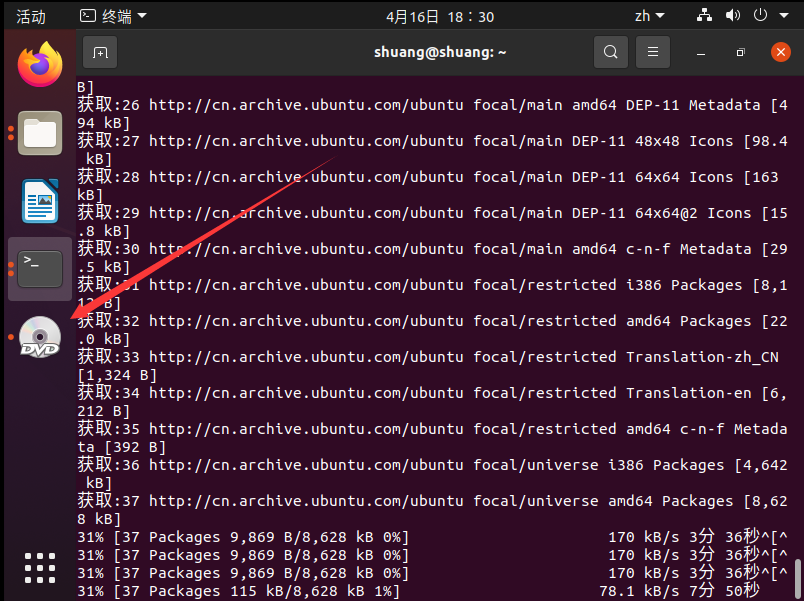 活动 终端 4月16日 18：30 zh
shuang@shuang: ~
B]
获取:26 http://cn.archive.ubuntu.com/ubuntu focal/main amd64 DEP-11 Metadata [4
94 kB]
获取:27 http://cn.archive.ubuntu.com/ubuntu focal/main DEP-11 48x48 Icons [98.4
kB]
获取:28 http://cn.archive.ubuntu.com/ubuntu focal/main DEP-11 64x64 Icons [163
kB]
获取:29 http://cn.archive.ubuntu.com/ubuntu focal/main DEP-11 64x64@2 Icons [15
.8 kB]
获取:30 http://cn.archive.ubuntu.com/ubuntu focal/main amd64 c-n-f Metadata [29
.5 kB]
获取:31 http://cn.archive.ubuntu.com/ubuntu focal/restricted i386 Packages [8,1
B]
获取:32 http://cn.archive.ubuntu.com/ubuntu focal/restricted amd64 Packages [22
.0 kB]
获取:33 http://cn.archive.ubuntu.com/ubuntu focal/restricted Translation-zh_CN
[1,324 B]
获取:34 http://cn.archive.ubuntu.com/ubuntu focal/restricted Translation-en [6,
212 B]
获取:35 http://cn.archive.ubuntu.com/ubuntu focal/restricted amd64 c-n-f Metada
ta [392 B]
获取:36 http://cn.archive.ubuntu.com/ubuntu focal/universe i386 Packages [4,642
kB]
获取:37 http://cn.archive.ubuntu.com/ubuntu focal/universe amd64 Packages [8,62
8 kB]
31% [37 Packages 9,869 B/8,628 kB 0%] 170 kB/s 3分 36秒^[^
31% [37 Packages 9,869 B/8,628 kB 0%] 170 kB/s 3分 36秒^[^
31% [37 Packages 9,869 B/8,628 kB 0%] 170 kB/s 3分 36秒^[^
31% [37 Packages 115 kB/8,628 kB 1%] 78.1 kB/s 7分 50秒
>_
DVD